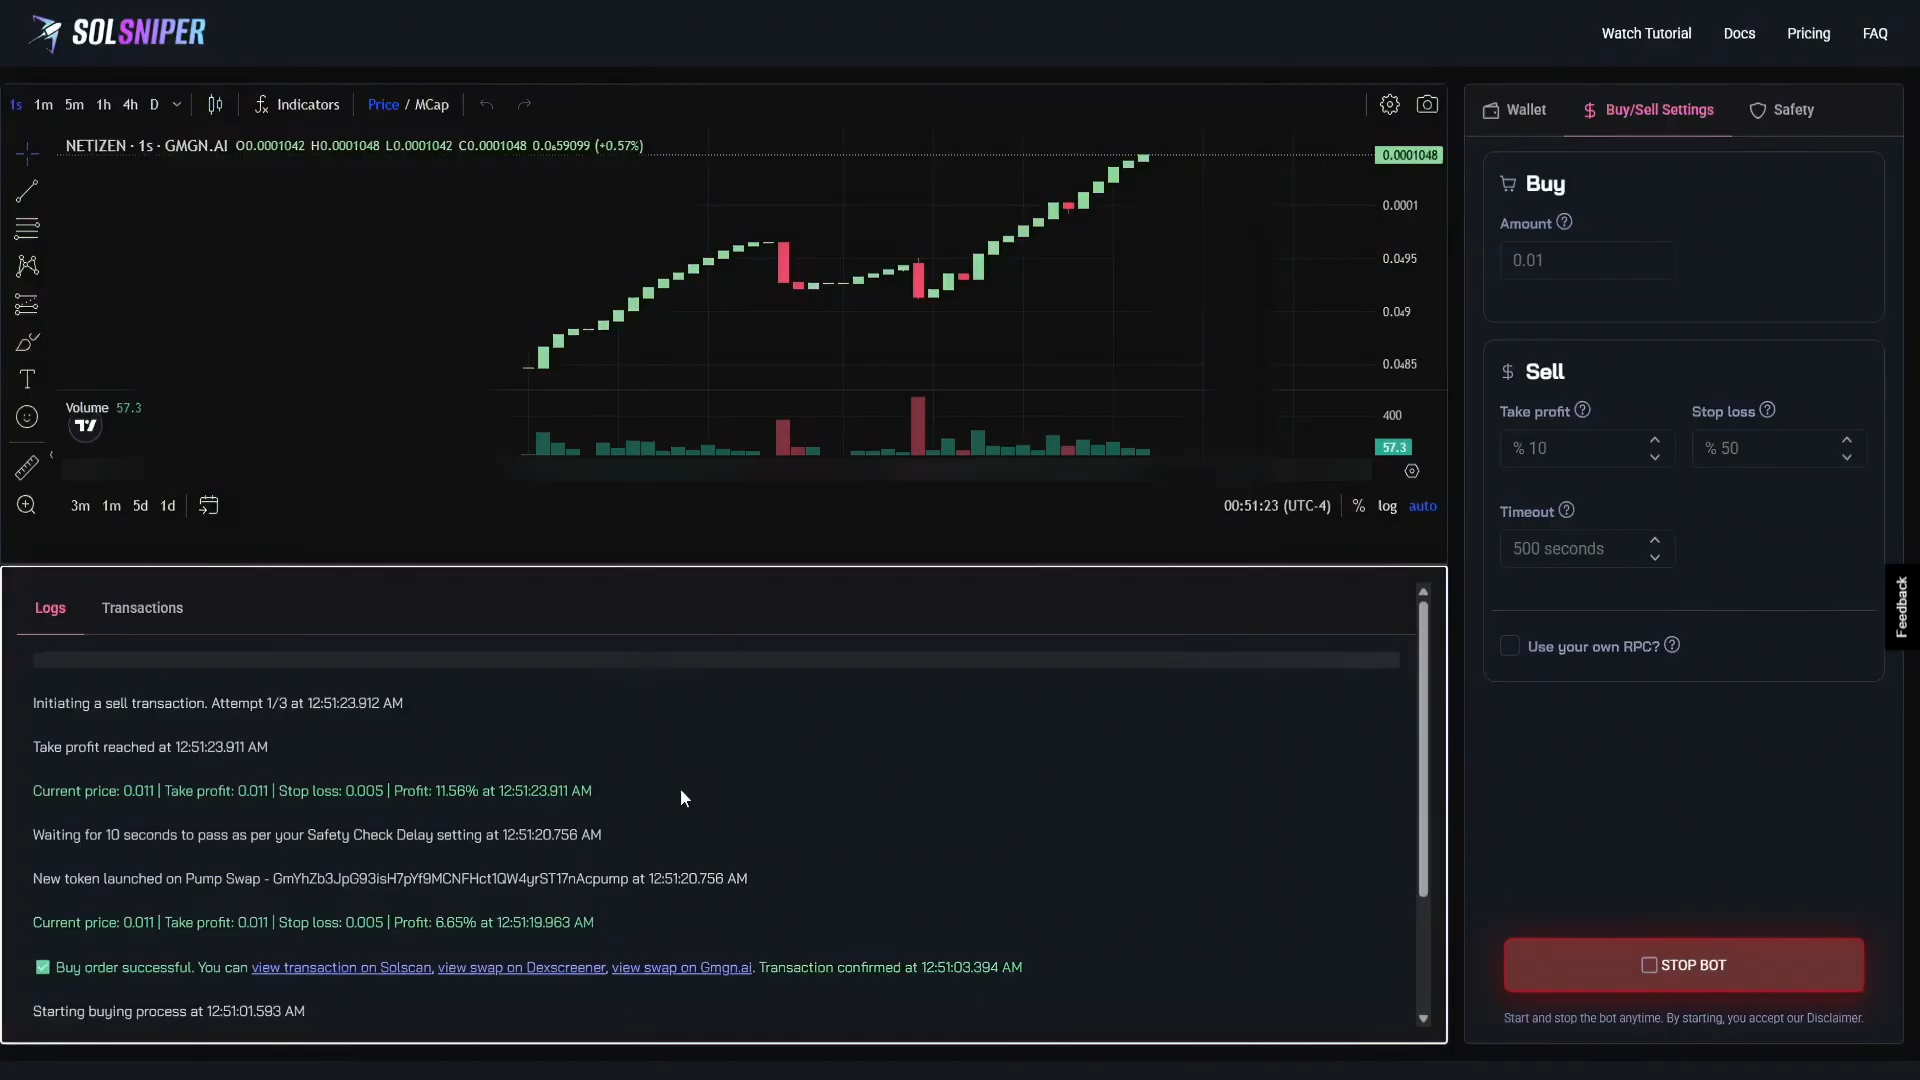 SOLSNIPER
Watch Tutorial Docs Pricing FAQ
1s 1m 5m 1h 4h D Indicators Price / MCap
NETIZEN · 1s · GMGN.AI O0.0001042 H0.0001048 L0.0001042 C0.0001048 0.0₆59099 (+0.57%)
0.0001048
0.0001
0.0₄95
0.0₄9
0.0₄85
Volume 57.3
400
57.3
3m 1m 5d 1d
00:51:23 (UTC-4) % log auto
Logs Transactions
Initiating a sell transaction. Attempt 1/3 at 12:51:23.912 AM
Take profit reached at 12:51:23.911 AM
Current price: 0.011 | Take profit: 0.011 | Stop loss: 0.005 | Profit: 11.56% at 12:51:23.911 AM
Waiting for 10 seconds to pass as per your Safety Check Delay setting at 12:51:20.756 AM
New token launched on Pump Swap - GmYhZb3JpG93isH7pYf9MCNFHct1QW4yrST17nAcpump at 12:51:20.756 AM
Current price: 0.011 | Take profit: 0.011 | Stop loss: 0.005 | Profit: 6.65% at 12:51:19.963 AM
Buy order successful. You can view transaction on Solscan, view swap on Dexscreener, view swap on Gmgn.ai. Transaction confirmed at 12:51:03.394 AM
Starting buying process at 12:51:01.593 AM
Wallet Buy/Sell Settings Safety
Buy
Amount
0.01
Sell
Take profit Stop loss
% 10 % 50
Timeout
500 seconds
Use your own RPC?
STOP BOT
Start and stop the bot anytime. By starting, you accept our Disclaimer.
Feedback